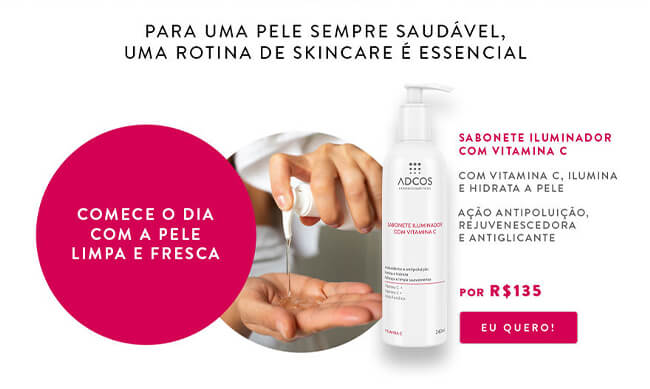 PARA UMA PELE SEMPRE SAUDÁVEL,
UMA ROTINA DE SKINCARE É ESSENCIAL
COMECE O DIA
COM A PELE
LIMPA E FRESCA
ADCOS
SABONETE ILUMINADOR
COM VITAMINA C
VITAMINA C
240ml
SABONETE ILUMINADOR
COM VITAMINA C
COM VITAMINA C, ILUMINA
E HIDRATA A PELE
AÇÃO ANTIPOLUIÇÃO,
REJUVENESCEDORA
E ANTIGLICANTE
POR R$135
EU QUERO!